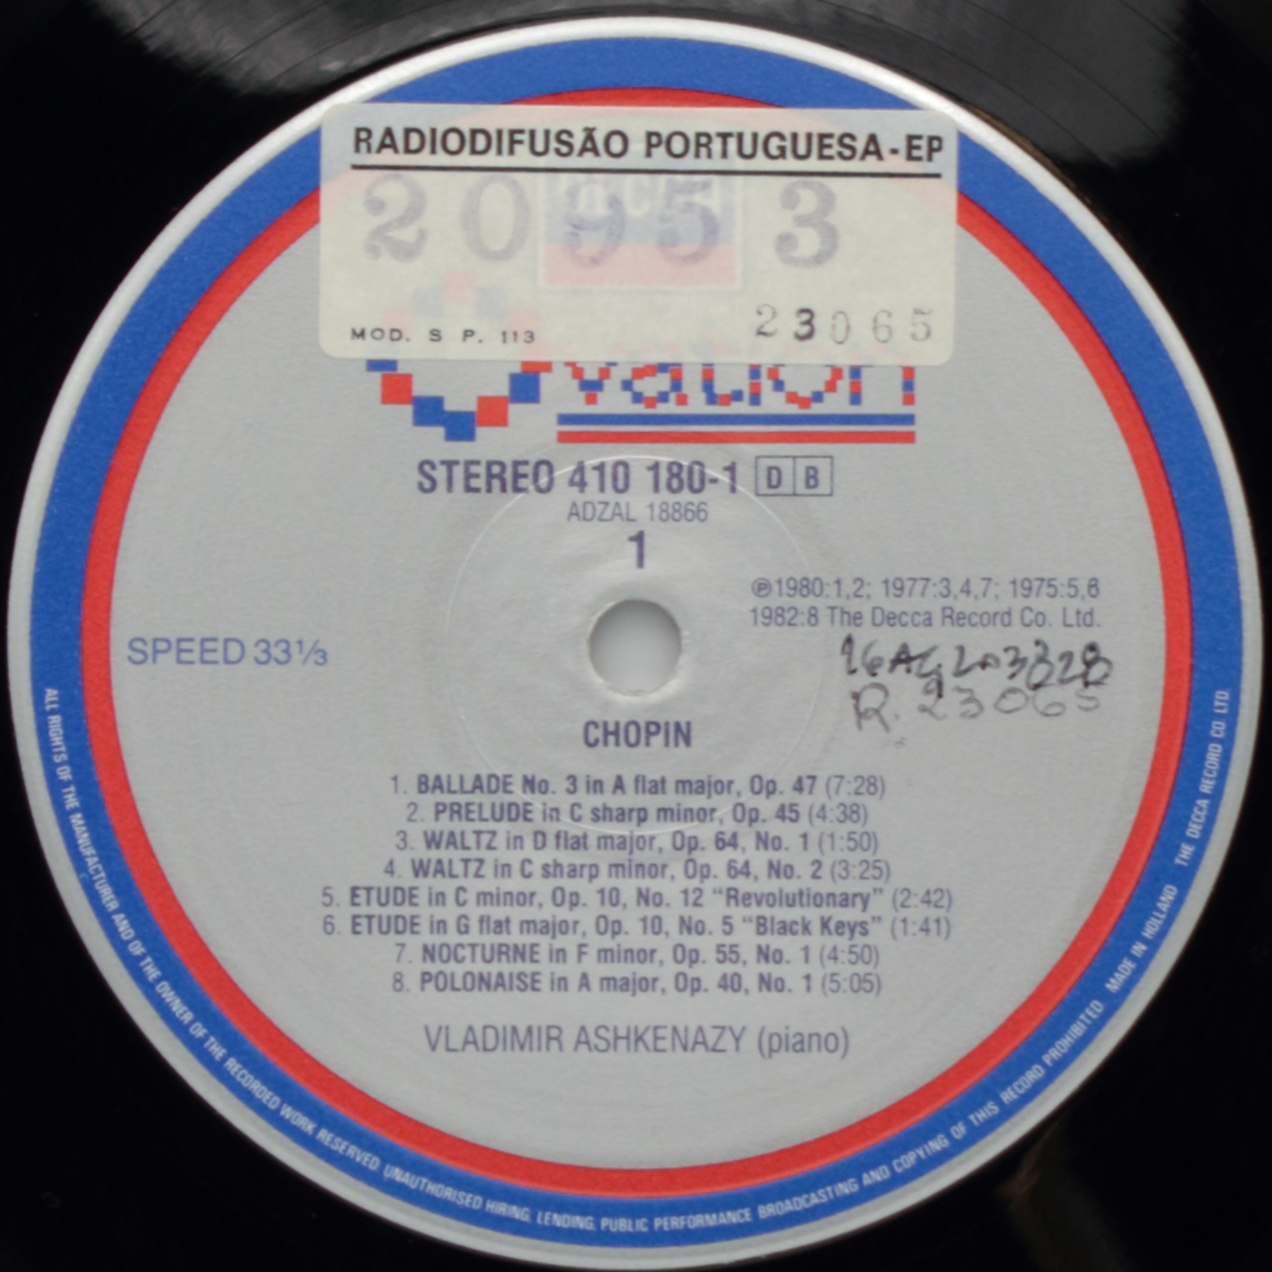 RADIODIFUSÃO PORTUGUESA-EP
20953
MOD. S P. 113
23065
Ovation
STEREO 410 180-1 DB
ADZAL 18866
1
℗1980:1,2; 1977:3,4,7; 1975:5,6
1982:8 The Decca Record Co. Ltd.
SPEED 33⅓
R. 23065
CHOPIN
1. BALLADE No. 3 in A flat major, Op. 47 (7:28)
2. PRELUDE in C sharp minor, Op. 45 (4:38)
3. WALTZ in D flat major, Op. 64, No. 1 (1:50)
4. WALTZ in C sharp minor, Op. 64, No. 2 (3:25)
5. ETUDE in C minor, Op. 10, No. 12 “Revolutionary” (2:42)
6. ETUDE in G flat major, Op. 10, No. 5 “Black Keys” (1:41)
7. NOCTURNE in F minor, Op. 55, No. 1 (4:50)
8. POLONAISE in A major, Op. 40, No. 1 (5:05)
VLADIMIR ASHKENAZY (piano)
ALL RIGHTS OF THE MANUFACTURER AND OF THE OWNER OF THE RECORDED WORK RESERVED UNAUTHORISED HIRING, LENDING, PUBLIC PERFORMANCE BROADCASTING AND COPYING OF THIS RECORD PROHIBITED MADE IN HOLLAND THE DECCA RECORD CO. LTD.